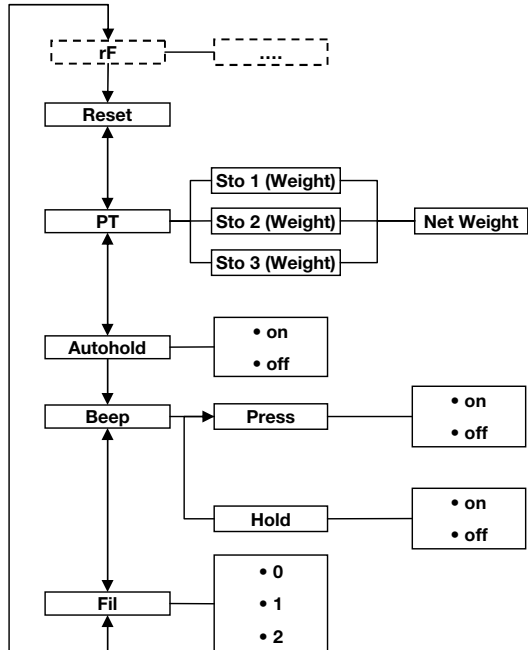 rF
....
Reset
Sto 1 (Weight)
PT
Sto 2 (Weight)
Net Weight
Sto 3 (Weight)
Autohold
• on
• off
Beep
Press
• on
• off
Hold
• on
• off
Fil
• 0
• 1
• 2